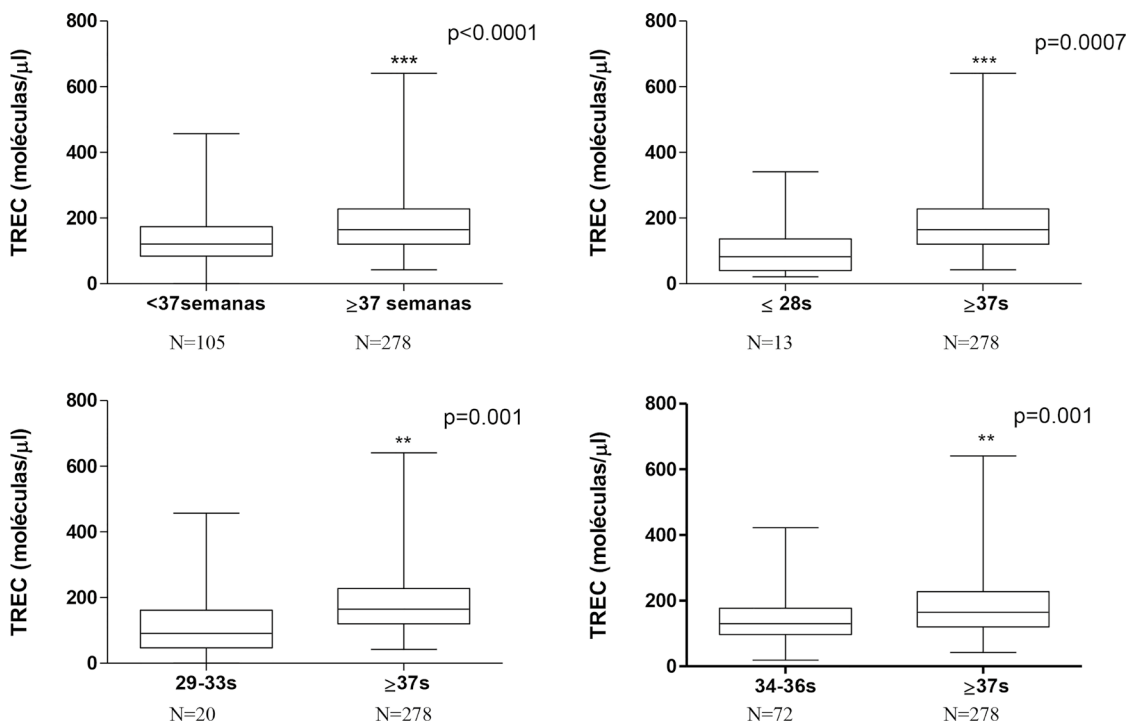 TREC (moléculas/µl)
800
600
400
200
0
p<0.0001
***
<37semanas
≥37 semanas
N=105
N=278
TREC (moléculas/µl)
800
600
400
200
0
p=0.0007
***
≤ 28s
≥37s
N=13
N=278
TREC (moléculas/µl)
800
600
400
200
0
p=0.001
**
29-33s
≥37s
N=20
N=278
TREC (moléculas/µl)
800
600
400
200
0
p=0.001
**
34-36s
≥37s
N=72
N=278